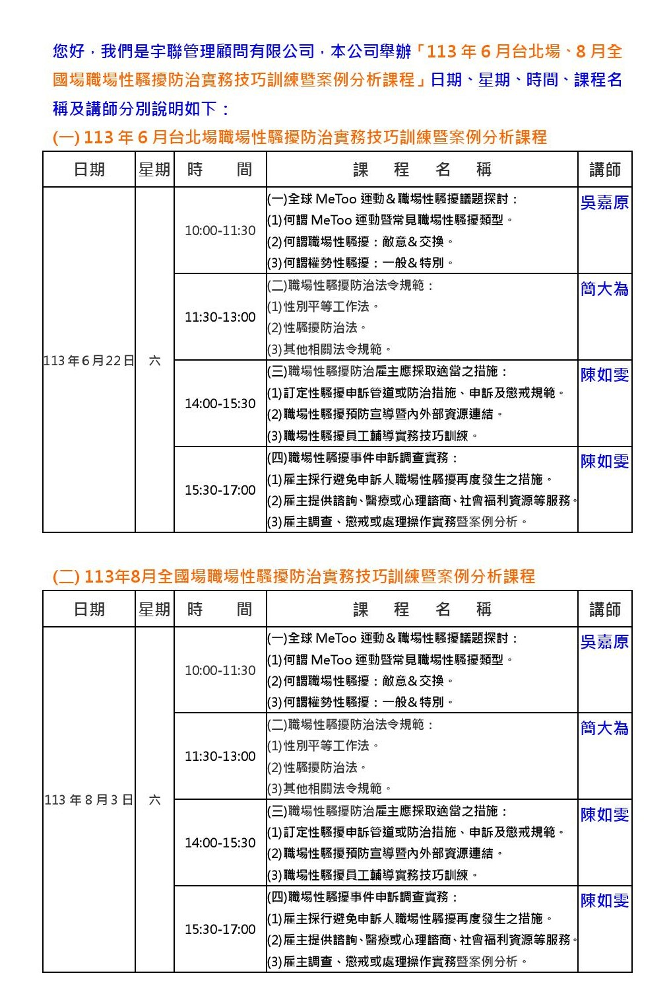 您好，我們是宇聯管理顧問有限公司，本公司舉辦「113 年 6 月台北場、8 月全
國場職場性騷擾防治實務技巧訓練暨案例分析課程」日期、星期、時間、課程名
稱及講師分別說明如下：
(一) 113 年 6 月台北場職場性騷擾防治實務技巧訓練暨案例分析課程
日期 星期 時 間 課 程 名 稱 講師
113 年 6 月 22 日 六
10:00-11:30
(一)全球 MeToo 運動＆職場性騷擾議題探討：
(1)何謂 MeToo 運動暨常見職場性騷擾類型。
(2)何謂職場性騷擾：敵意＆交換。
(3)何謂權勢性騷擾：一般＆特別。
吳嘉原
11:30-13:00
(二)職場性騷擾防治法令規範：
(1)性別平等工作法。
(2)性騷擾防治法。
(3)其他相關法令規範。
簡大為
14:00-15:30
(三)職場性騷擾防治雇主應採取適當之措施：
(1)訂定性騷擾申訴管道或防治措施、申訴及懲戒規範。
(2)職場性騷擾預防宣導暨內外部資源連結。
(3)職場性騷擾員工輔導實務技巧訓練。
陳如雯
15:30-17:00
(四)職場性騷擾事件申訴調查實務：
(1)雇主採行避免申訴人職場性騷擾再度發生之措施。
(2)雇主提供諮詢、醫療或心理諮商、社會福利資源等服務。
(3)雇主調查、懲戒或處理操作實務暨案例分析。
陳如雯
(二) 113年8月全國場職場性騷擾防治實務技巧訓練暨案例分析課程
日期 星期 時 間 課 程 名 稱 講師
113 年 8 月 3 日 六
10:00-11:30
(一)全球 MeToo 運動＆職場性騷擾議題探討：
(1)何謂 MeToo 運動暨常見職場性騷擾類型。
(2)何謂職場性騷擾：敵意＆交換。
(3)何謂權勢性騷擾：一般＆特別。
吳嘉原
11:30-13:00
(二)職場性騷擾防治法令規範：
(1)性別平等工作法。
(2)性騷擾防治法。
(3)其他相關法令規範。
簡大為
14:00-15:30
(三)職場性騷擾防治雇主應採取適當之措施：
(1)訂定性騷擾申訴管道或防治措施、申訴及懲戒規範。
(2)職場性騷擾預防宣導暨內外部資源連結。
(3)職場性騷擾員工輔導實務技巧訓練。
陳如雯
15:30-17:00
(四)職場性騷擾事件申訴調查實務：
(1)雇主採行避免申訴人職場性騷擾再度發生之措施。
(2)雇主提供諮詢、醫療或心理諮商、社會福利資源等服務。
(3)雇主調查、懲戒或處理操作實務暨案例分析。
陳如雯